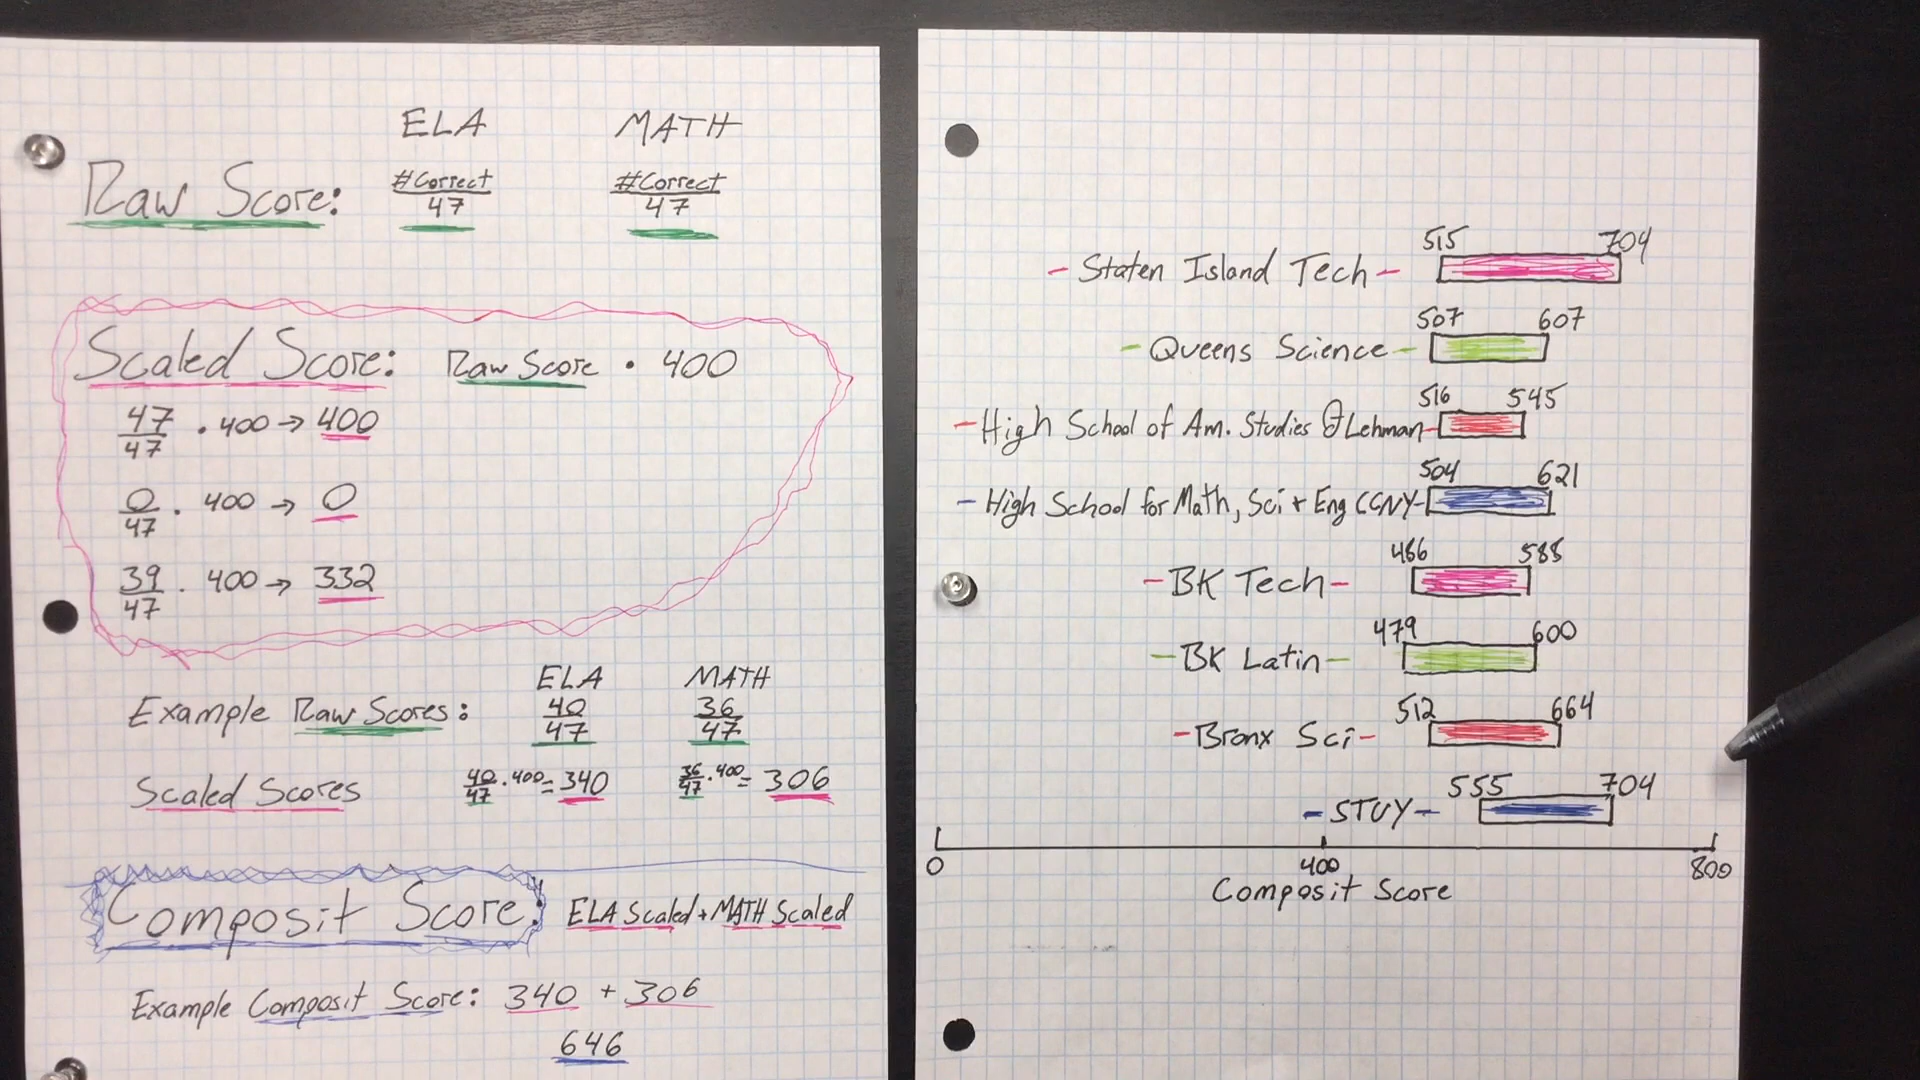 ELA MATH
Raw Score: #Correct/47 #Correct/47
Scaled Score: Raw Score • 400
47/47 • 400 → 400
0/47 . 400 → 0
39/47 . 400 → 332
ELA MATH
Example Raw Scores: 40/47 36/47
Scaled Scores 40/47 . 400 = 340 36/47 . 400 = 306
Composit Score: ELA Scaled + MATH Scaled
Example Composit Score: 340 + 306
646
515 704
- Staten Island Tech -
507 607
- Queens Science -
516 545
- High School of Am. Studies @ Lehman -
504 621
- High School for Math, Sci + Eng CCNY -
486 588
- BK Tech -
479 600
- BK Latin -
512 664
- Bronx Sci -
555 704
- STUY -
0 400 800
Composit Score